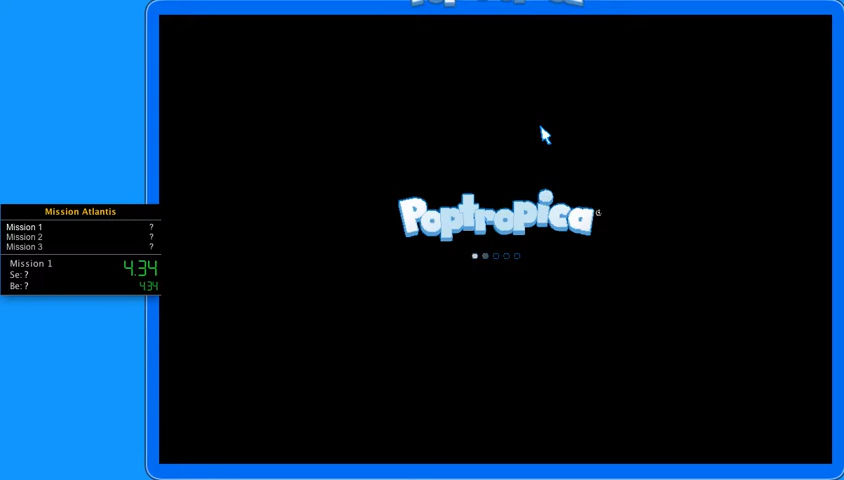 Poptropica
Mission Atlantis
Mission 1 ?
Mission 2 ?
Mission 3 ?
Mission 1 4.34
Se: ?
Be: ? 4.34